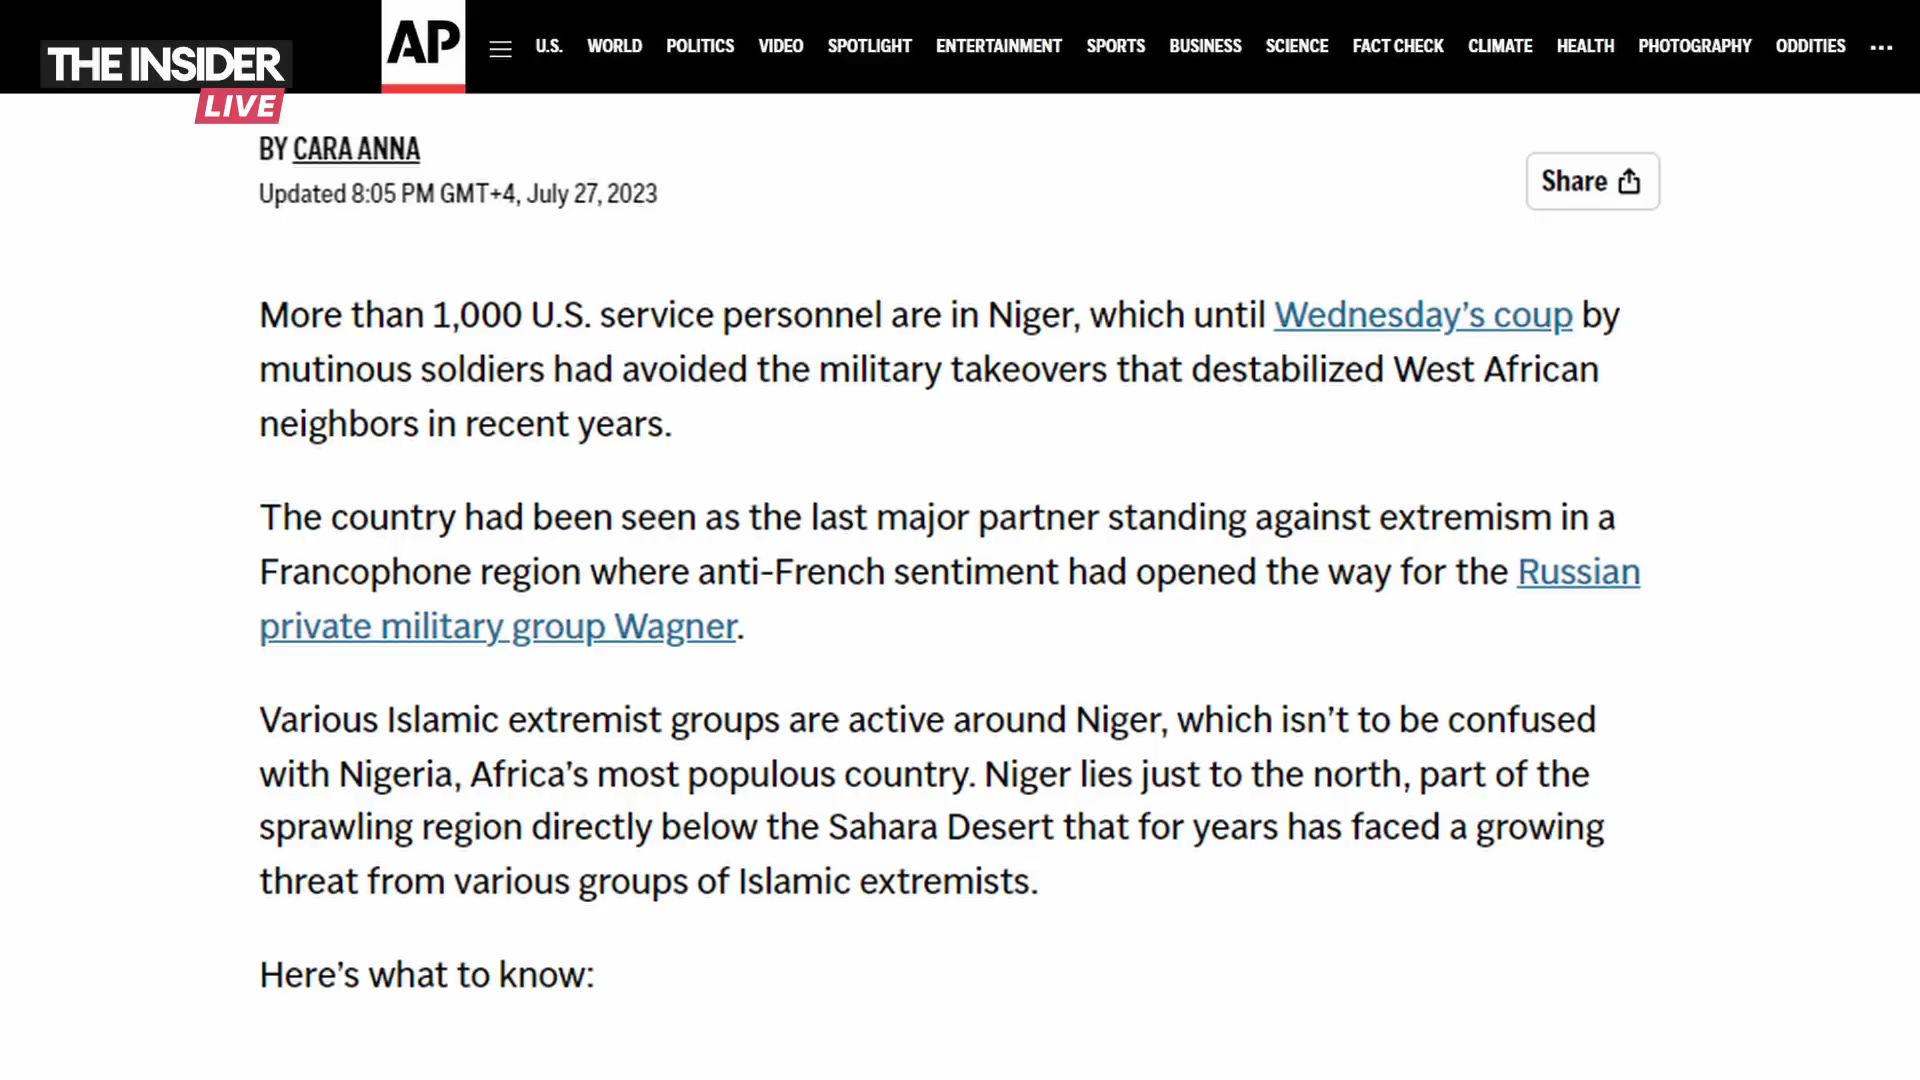 THE INSIDER
LIVE
AP
U.S. WORLD POLITICS VIDEO SPOTLIGHT ENTERTAINMENT SPORTS BUSINESS SCIENCE FACT CHECK CLIMATE HEALTH PHOTOGRAPHY ODDITIES ...
BY CARA ANNA
Updated 8:05 PM GMT+4, July 27, 2023
Share
More than 1,000 U.S. service personnel are in Niger, which until Wednesday’s coup by
mutinous soldiers had avoided the military takeovers that destabilized West African
neighbors in recent years.
The country had been seen as the last major partner standing against extremism in a
Francophone region where anti-French sentiment had opened the way for the Russian
private military group Wagner.
Various Islamic extremist groups are active around Niger, which isn’t to be confused
with Nigeria, Africa’s most populous country. Niger lies just to the north, part of the
sprawling region directly below the Sahara Desert that for years has faced a growing
threat from various groups of Islamic extremists.
Here’s what to know: